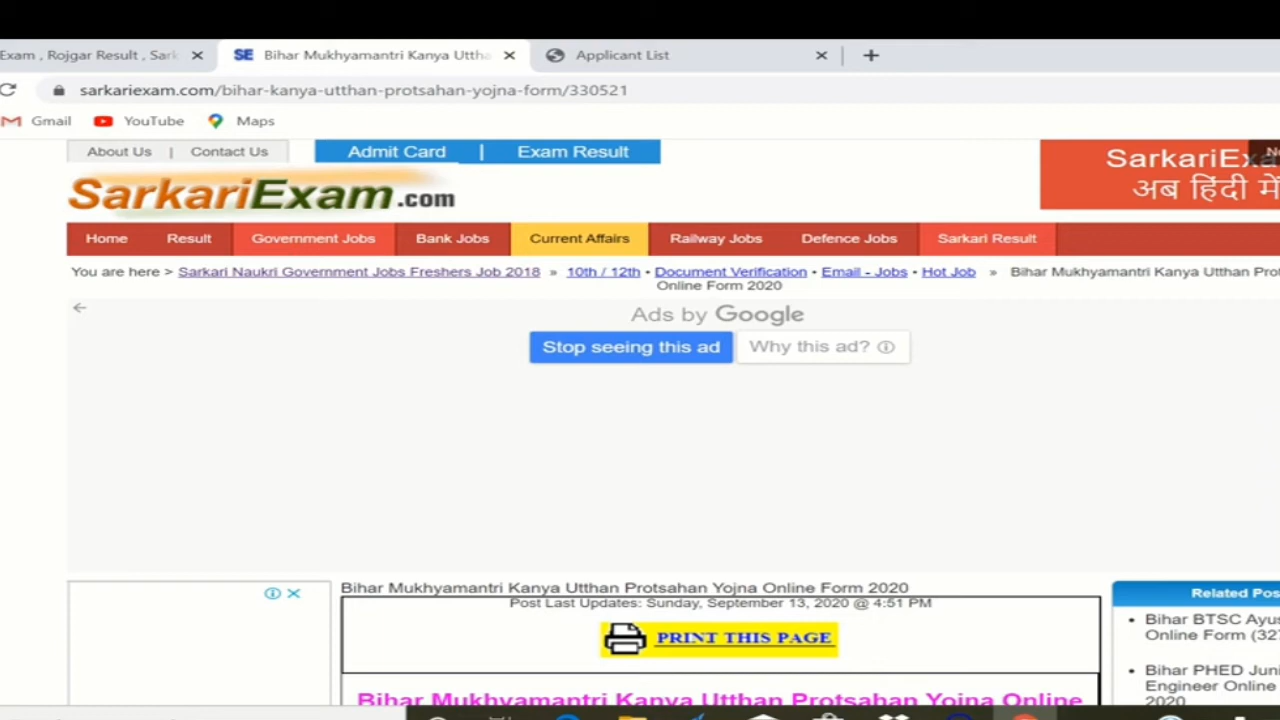 Exam , Rojgar Result , Sark
SE Bihar Mukhyamantri Kanya Uttha
Applicant List
sarkariexam.com/bihar-kanya-utthan-protsahan-yojna-form/330521
Gmail YouTube Maps
About Us | Contact Us
Admit Card | Exam Result
SarkariExa
अब हिंदी में
SarkariExam.com
Home Result Government Jobs Bank Jobs Current Affairs Railway Jobs Defence Jobs Sarkari Result
You are here > Sarkari Naukri Government Jobs Freshers Job 2018 » 10th / 12th • Document Verification • Email - Jobs • Hot Job » Bihar Mukhyamantri Kanya Utthan Prot
Online Form 2020
Ads by Google
Stop seeing this ad Why this ad?
Bihar Mukhyamantri Kanya Utthan Protsahan Yojna Online Form 2020
Post Last Updates: Sunday, September 13, 2020 @ 4:51 PM
PRINT THIS PAGE
Bihar Mukhyamantri Kanya Utthan Protsahan Yojna Online
Related Pos
• Bihar BTSC Ayus
Online Form (327
• Bihar PHED Juni
Engineer Online
2020